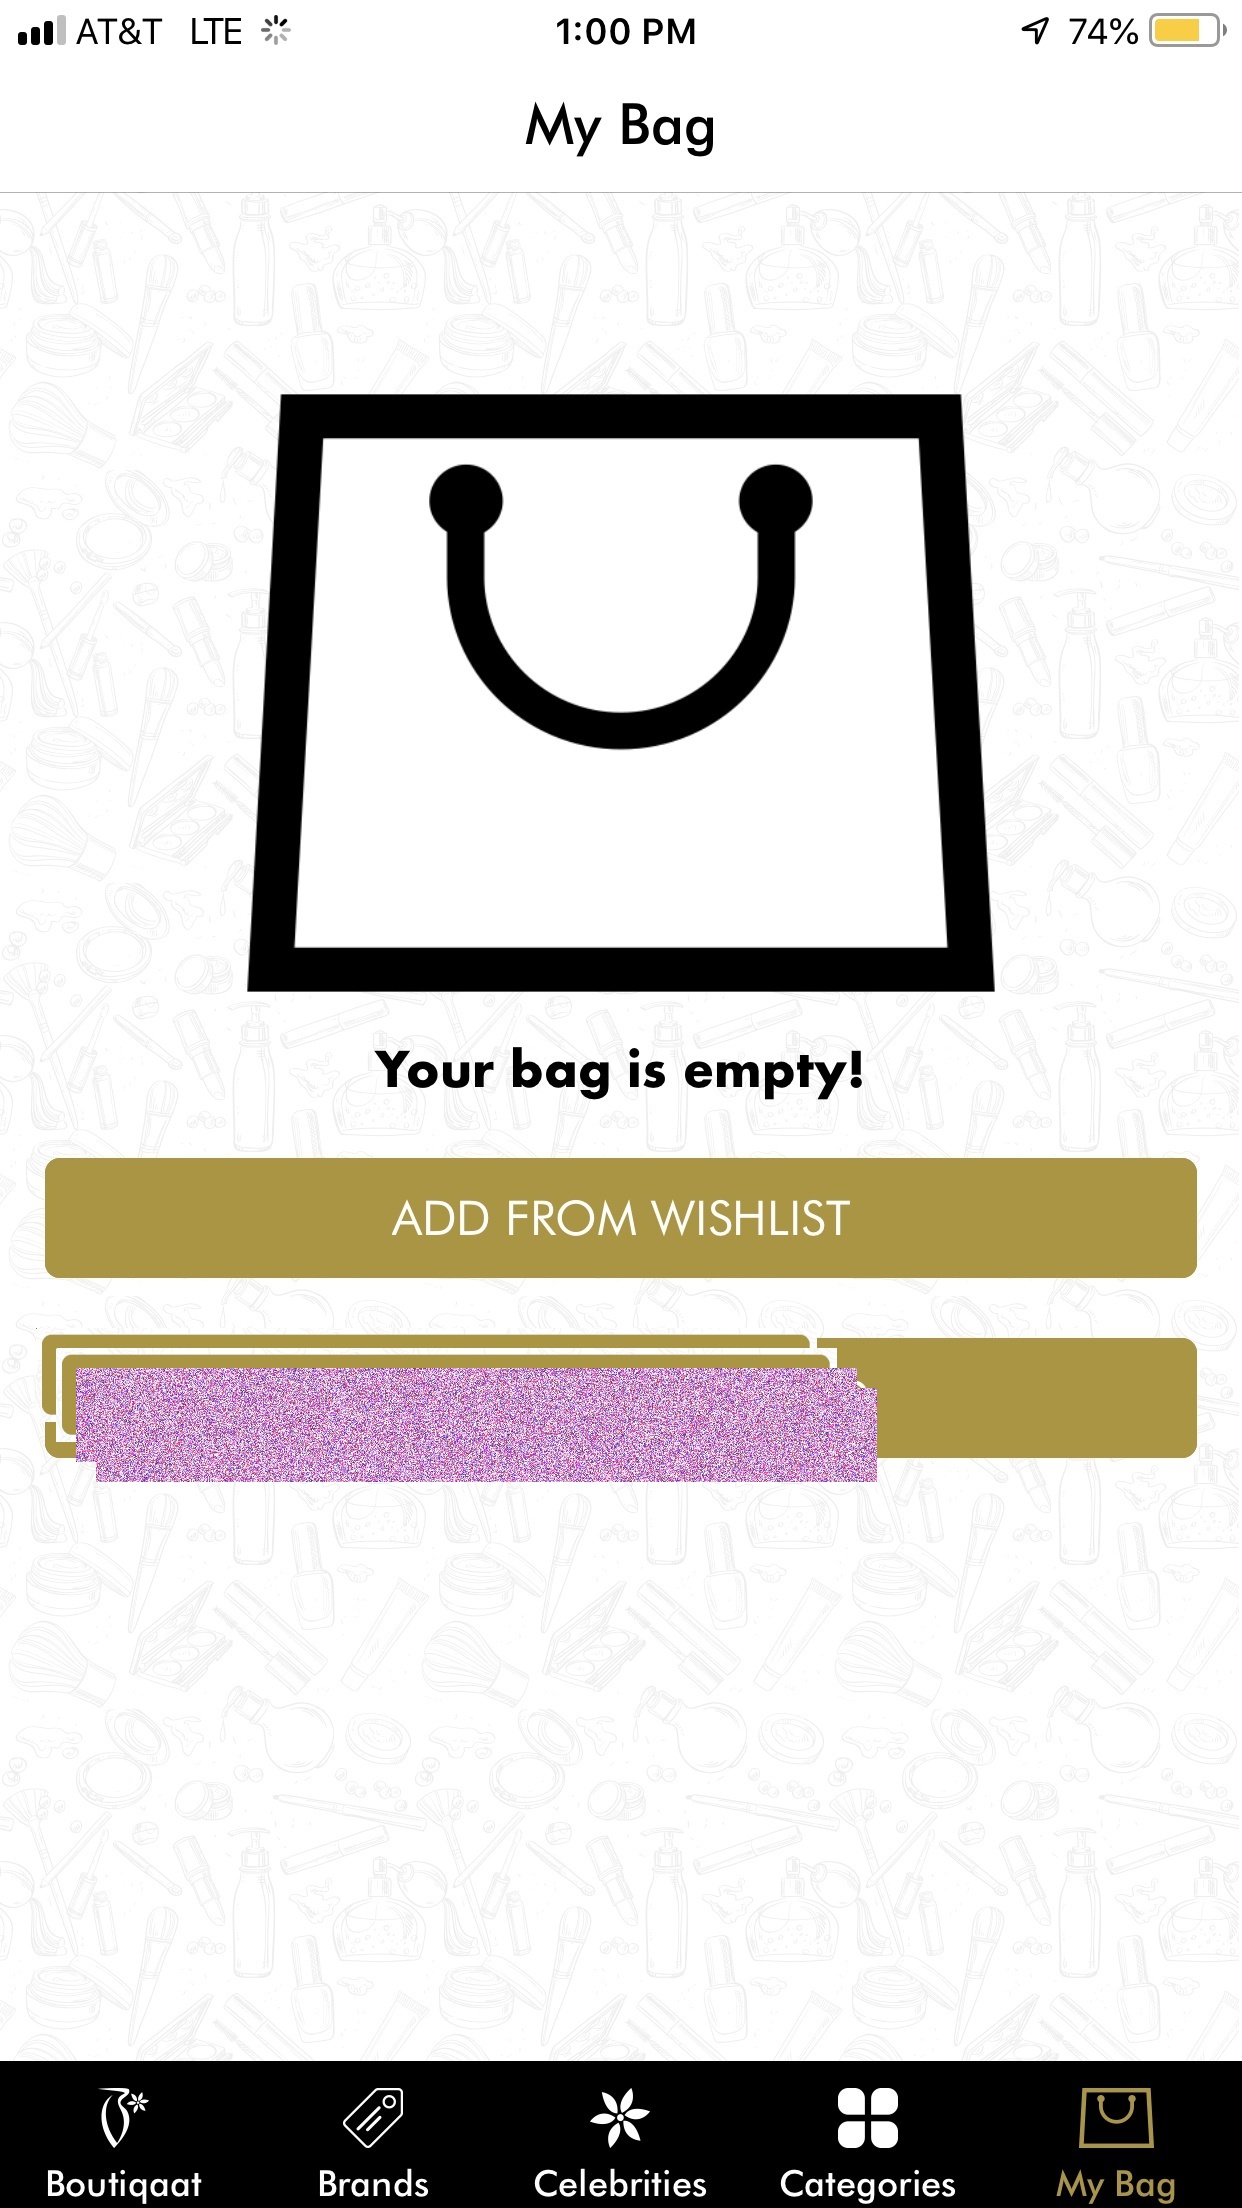 AT&T LTE 1:00 PM 74%
My Bag
Your bag is empty!
ADD FROM WISHLIST
Boutiqaat Brands Celebrities Categories My Bag